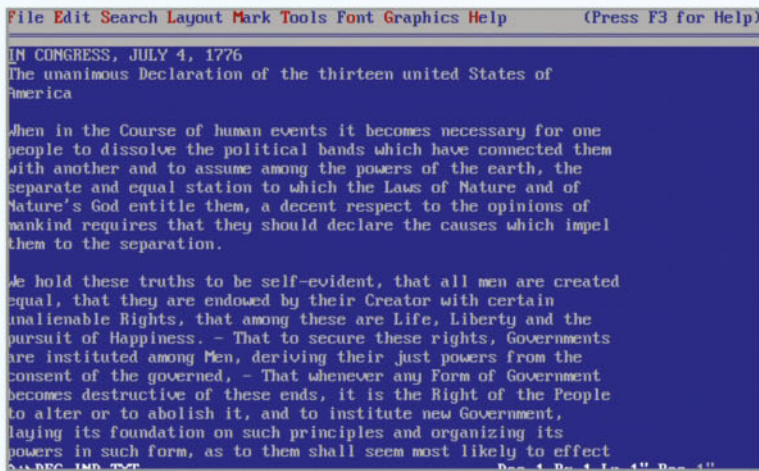 File Edit Search Layout Mark Tools Font Graphics Help (Press F3 for Help)
IN CONGRESS, JULY 4, 1776
The unanimous Declaration of the thirteen united States of
America
When in the Course of human events it becomes necessary for one
people to dissolve the political bands which have connected them
with another and to assume among the powers of the earth, the
separate and equal station to which the Laws of Nature and of
Nature's God entitle them, a decent respect to the opinions of
mankind requires that they should declare the causes which impel
them to the separation.
We hold these truths to be self-evident, that all men are created
equal, that they are endowed by their Creator with certain
unalienable Rights, that among these are Life, Liberty and the
pursuit of Happiness. - That to secure these rights, Governments
are instituted among Men, deriving their just powers from the
consent of the governed, - That whenever any Form of Government
becomes destructive of these ends, it is the Right of the People
to alter or to abolish it, and to institute new Government,
laying its foundation on such principles and organizing its
powers in such form, as to them shall seem most likely to effect